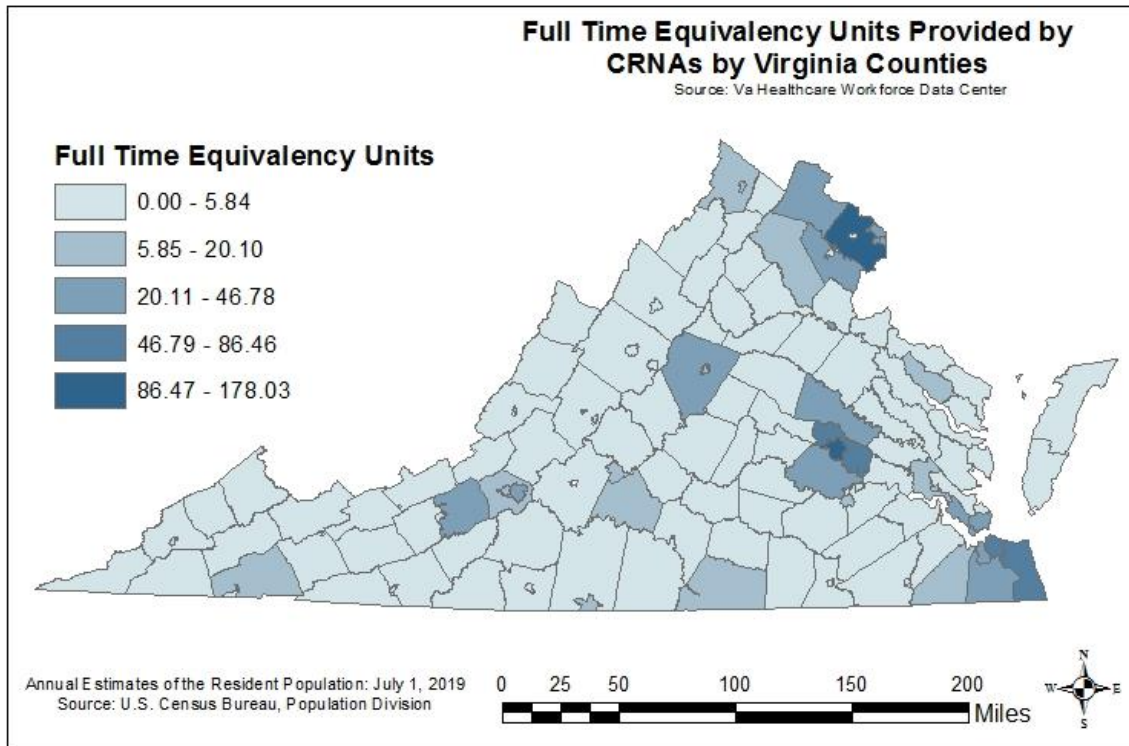 Full Time Equivalency Units Provided by
CRNAs by Virginia Counties
Source: Va Healthcare Workforce Data Center
Full Time Equivalency Units
0.00 - 5.84
5.85 - 20.10
20.11 - 46.78
46.79 - 86.46
86.47 - 178.03
Annual Estimates of the Resident Population: July 1, 2019
Source: U.S. Census Bureau, Population Division
0 25 50 100 150 200
Miles
N
W E
S